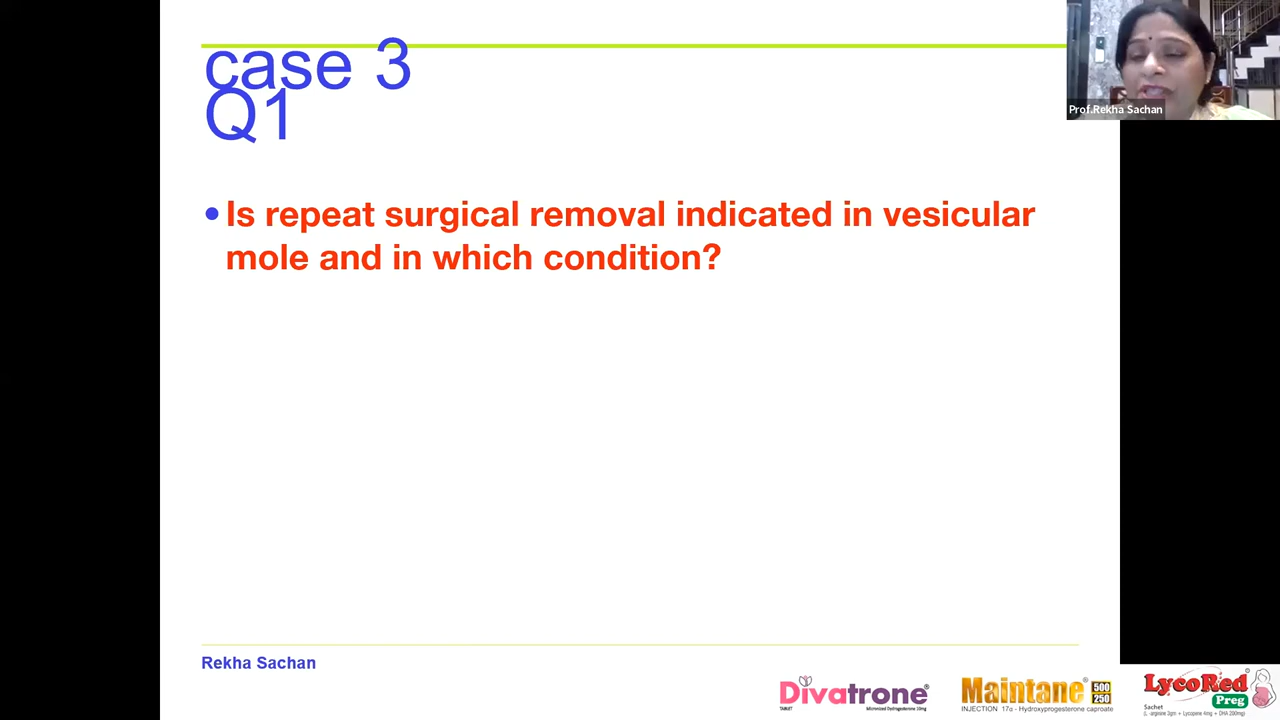 case 3
Q1
Prof.Rekha Sachan
• Is repeat surgical removal indicated in vesicular
mole and in which condition?
Rekha Sachan
Divatrone®
TABLET
Maintane 500
250
INJECTION 17α - Hydroxyprogesterone caproate
LycoRed®
Preg
Sachet